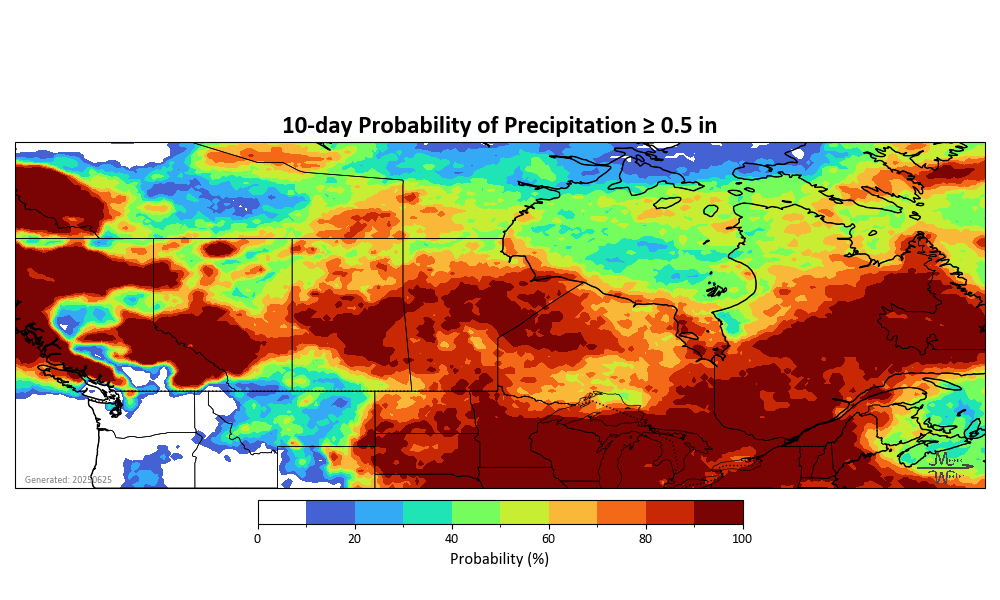 10-day Probability of Precipitation ≥ 0.5 in
Generated: 20250625
0 20 40 60 80 100
Probability (%)